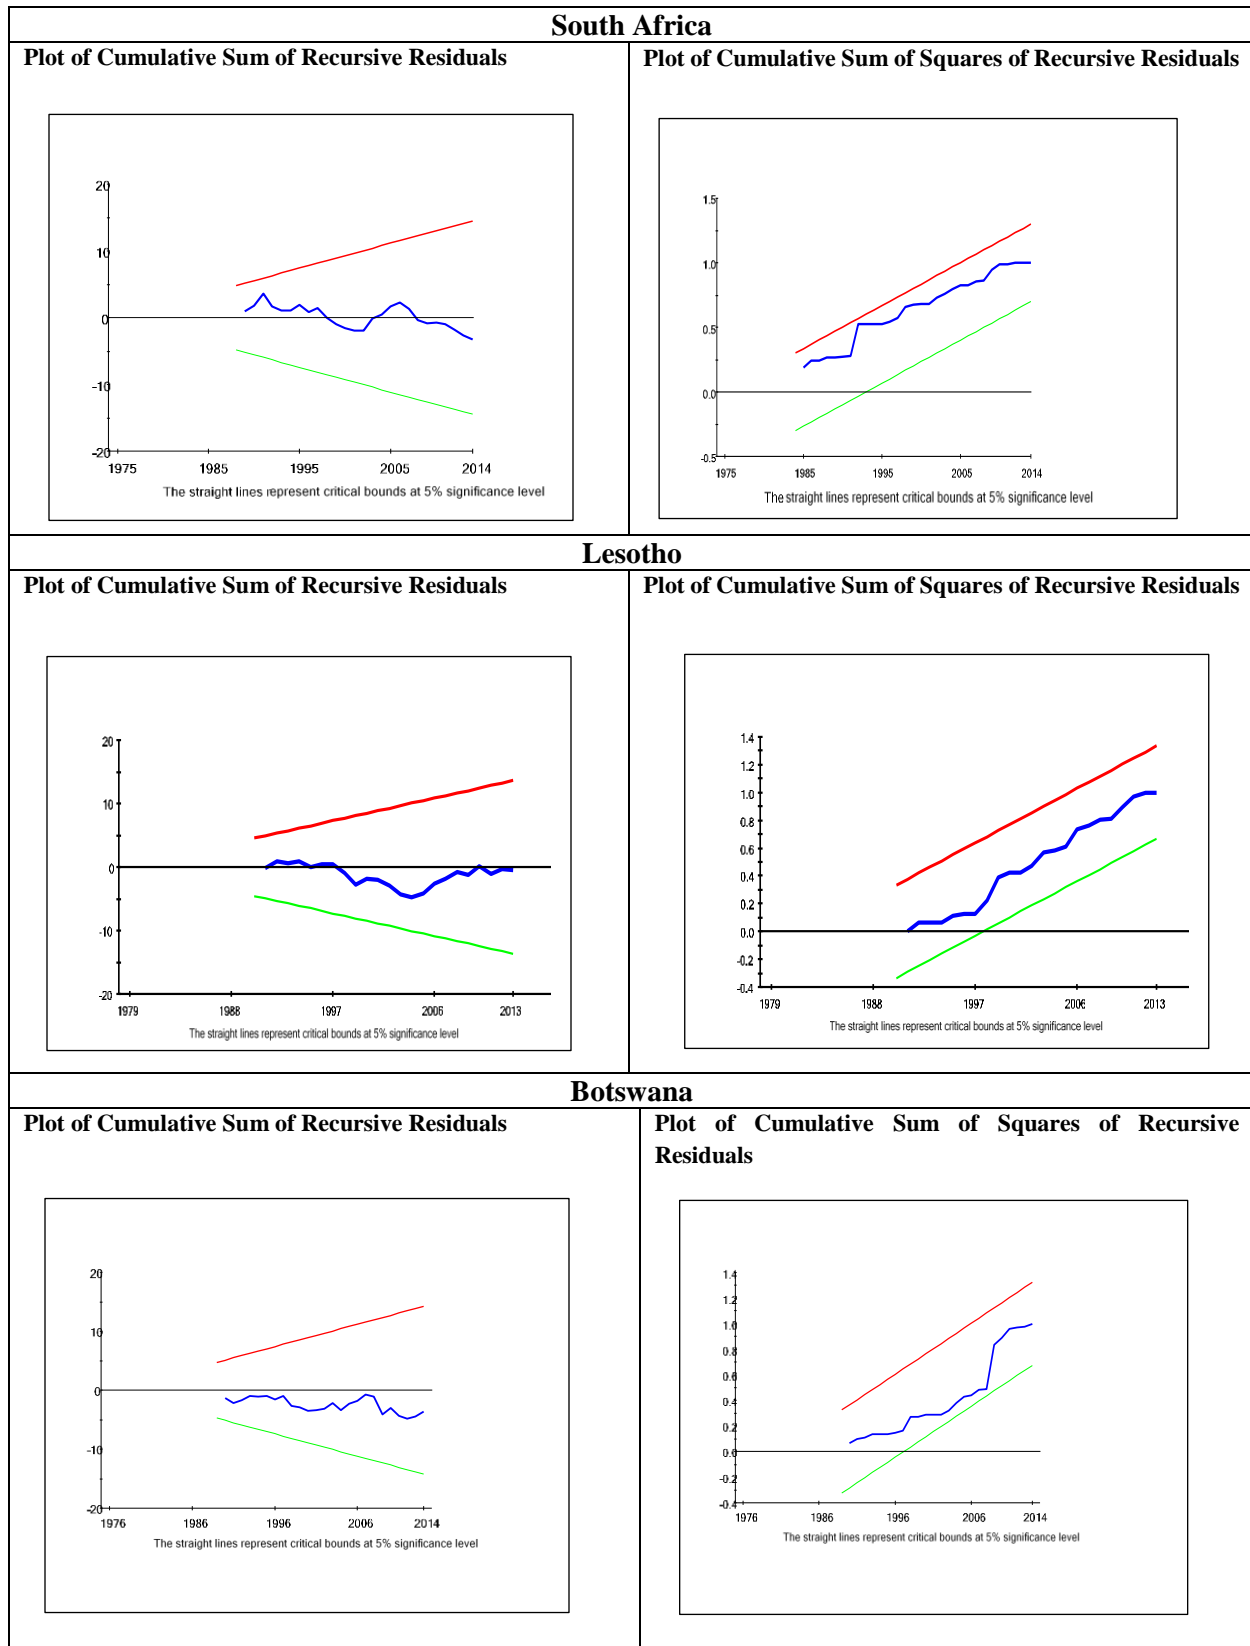 South Africa
Plot of Cumulative Sum of Recursive Residuals
20
10
0
-10
-20
1975 1985 1995 2005 2014
The straight lines represent critical bounds at 5% significance level
Plot of Cumulative Sum of Squares of Recursive Residuals
1.5
1.0
0.5
0.0
-0.5
1975 1985 1995 2005 2014
The straight lines represent critical bounds at 5% significance level
Lesotho
Plot of Cumulative Sum of Recursive Residuals
20
10
0
-10
-20
1979 1988 1997 2006 2013
The straight lines represent critical bounds at 5% significance level
Plot of Cumulative Sum of Squares of Recursive Residuals
1.4
1.2
1.0
0.8
0.6
0.4
0.2
0.0
-0.2
-0.4
1979 1988 1997 2006 2013
The straight lines represent critical bounds at 5% significance level
Botswana
Plot of Cumulative Sum of Recursive Residuals
20
10
0
-10
-20
1976 1986 1996 2006 2014
The straight lines represent critical bounds at 5% significance level
Plot of Cumulative Sum of Squares of Recursive
Residuals
1.4
1.2
1.0
0.8
0.6
0.4
0.2
0.0
-0.2
-0.4
1976 1986 1996 2006 2014
The straight lines represent critical bounds at 5% significance level